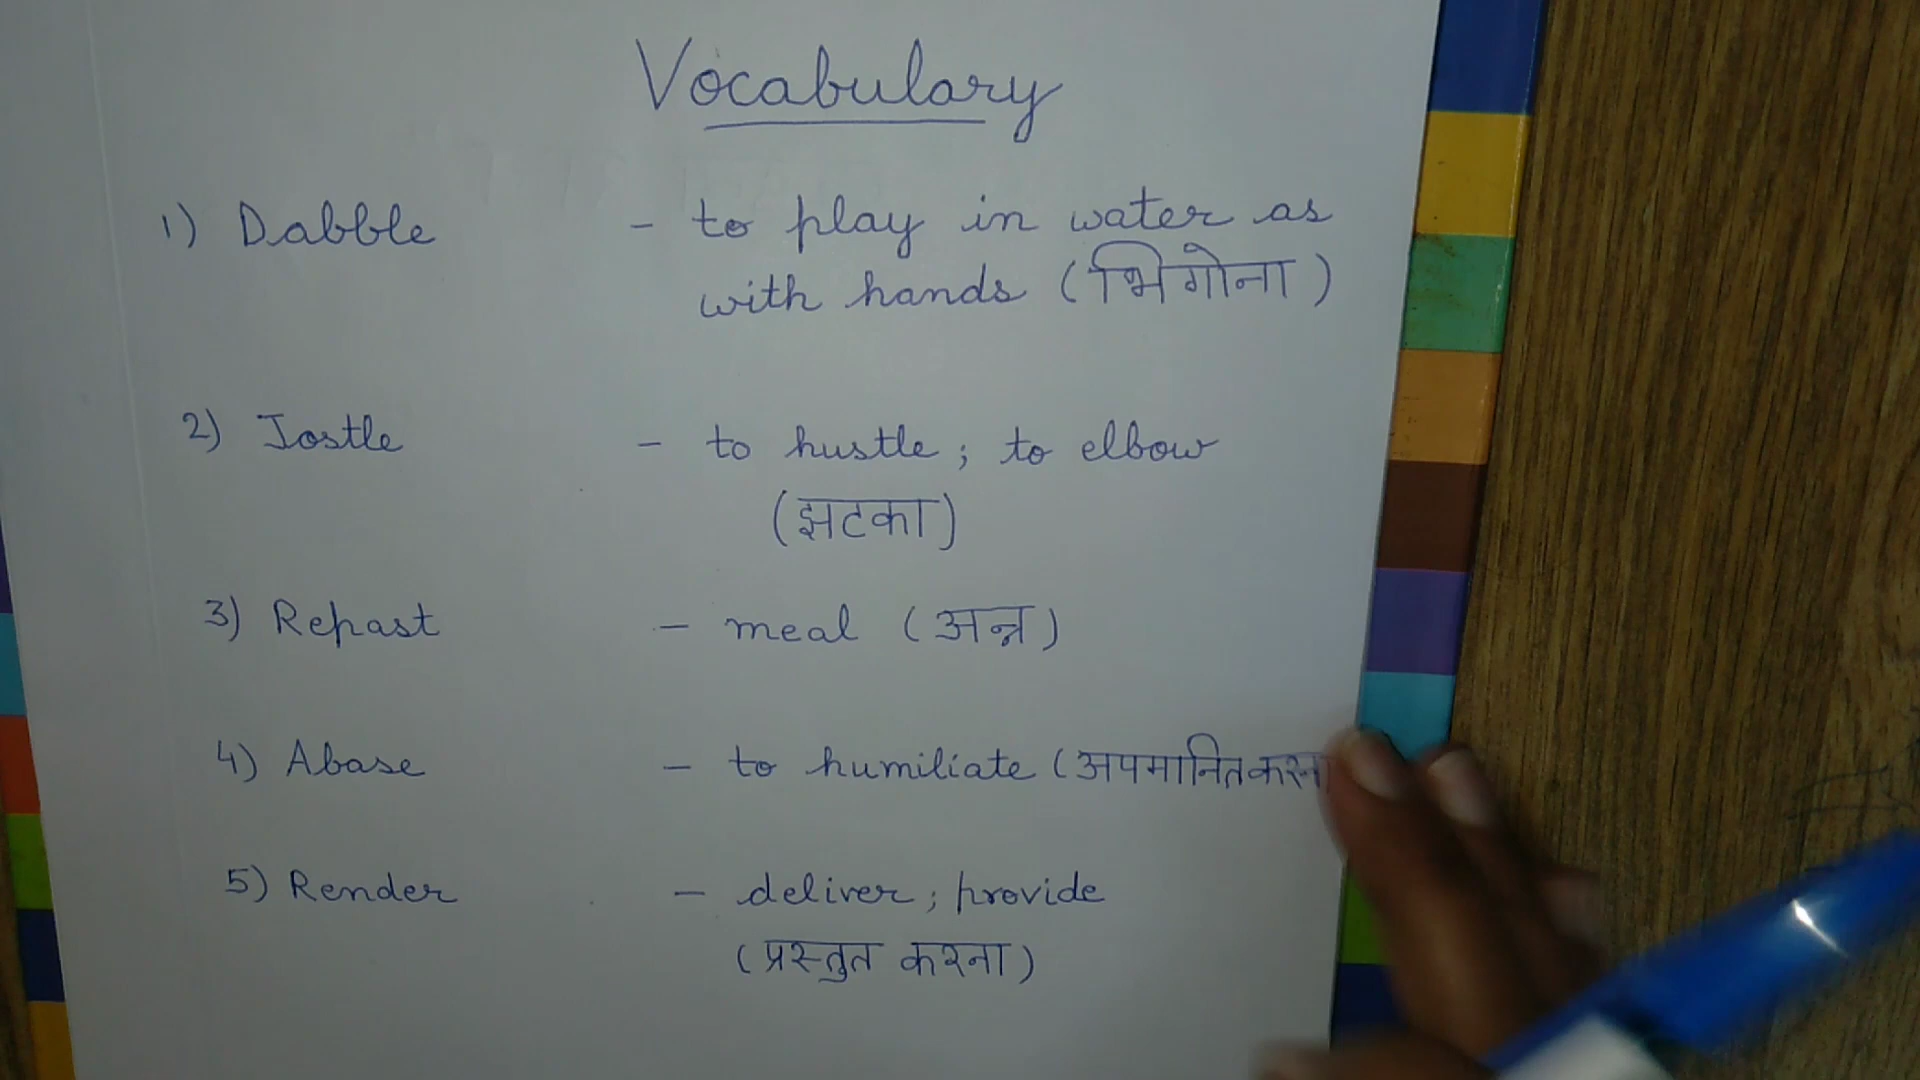 Vocabulary
1) Dabble - to play in water as
with hands (भिगोना)
2) Jostle - to hustle; to elbow
(झटका)
3) Repast - meal (अन्न)
4) Abase - to humiliate (अपमानित करना
5) Render - deliver; provide
(प्रस्तुत करना)